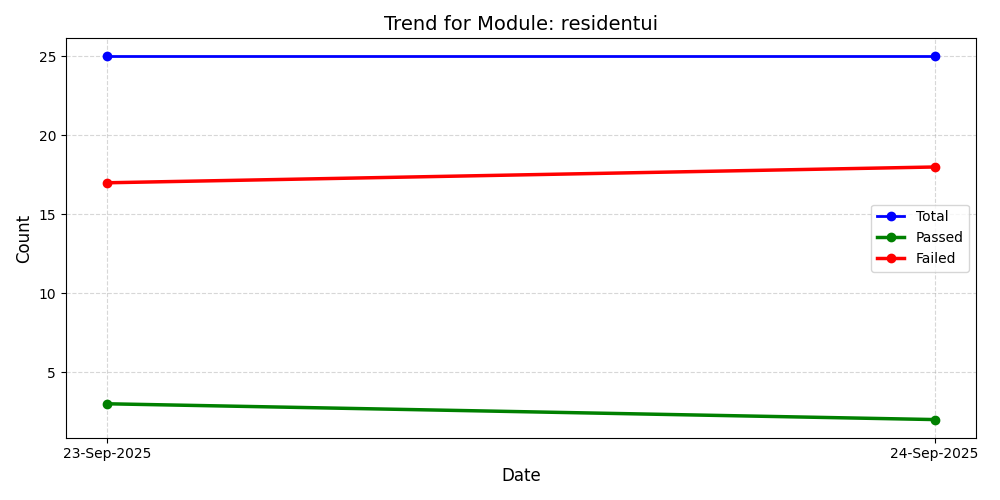 Trend for Module: residentui
Count
25
20
15
10
5
Total
Passed
Failed
23-Sep-2025
24-Sep-2025
Date